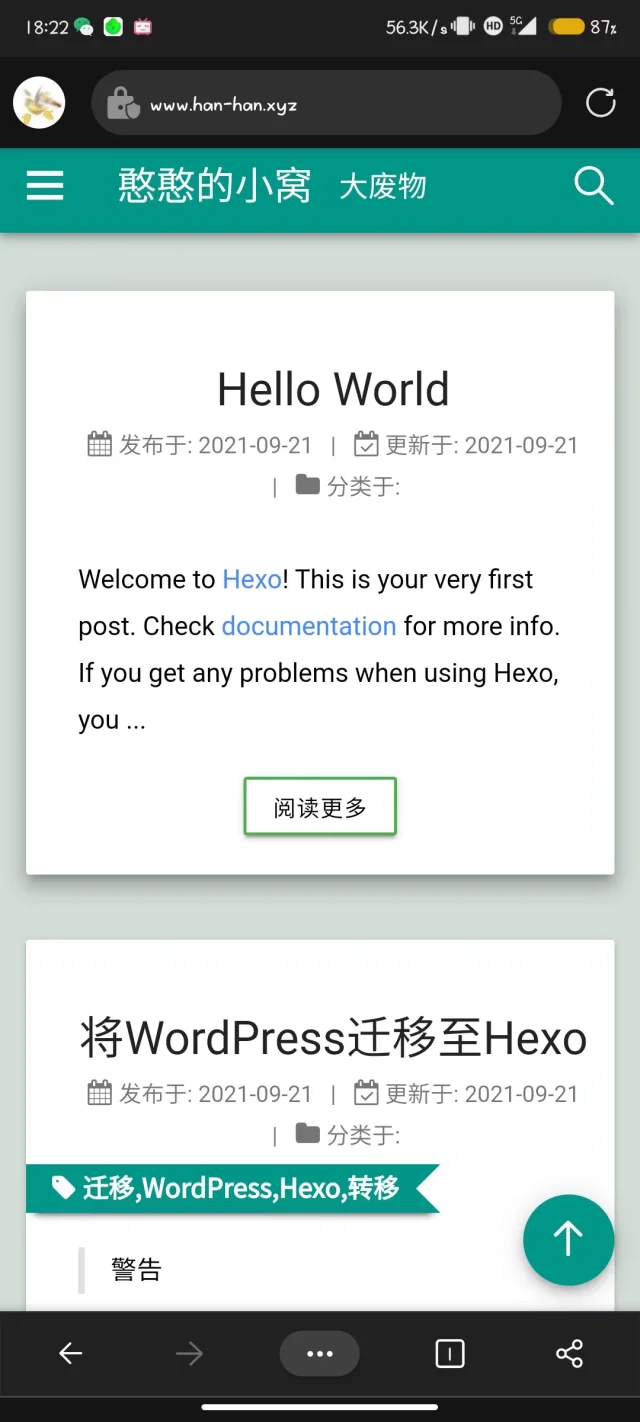 18:22 56.3K/s HD 5G 87%
www.han-han.xyz
憨憨的小窝 大废物
Hello World
发布于: 2021-09-21 | 更新于: 2021-09-21
| 分类于:
Welcome to Hexo! This is your very first
post. Check documentation for more info.
If you get any problems when using Hexo,
you ...
阅读更多
将WordPress迁移至Hexo
发布于: 2021-09-21 | 更新于: 2021-09-21
| 分类于:
迁移,WordPress,Hexo,转移
警告